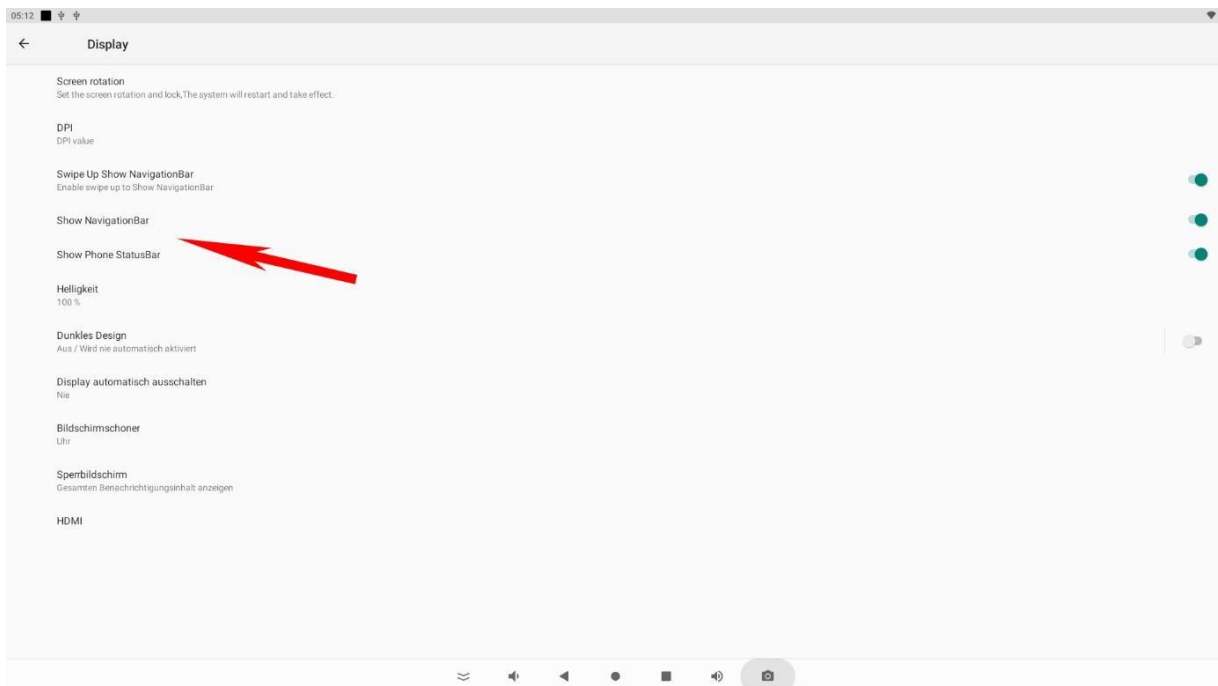 05:12
Display
Screen rotation
Set the screen rotation and lock,The system will restart and take effect.
DPI
DPI value
Swipe Up Show NavigationBar
Enable swipe up to Show NavigationBar
Show NavigationBar
Show Phone StatusBar
Helligkeit
100 %
Dunkles Design
Aus / Wird nie automatisch aktiviert
Display automatisch ausschalten
Nie
Bildschirmschoner
Uhr
Sperrbildschirm
Gesamten Benachrichtigungsinhalt anzeigen
HDMI